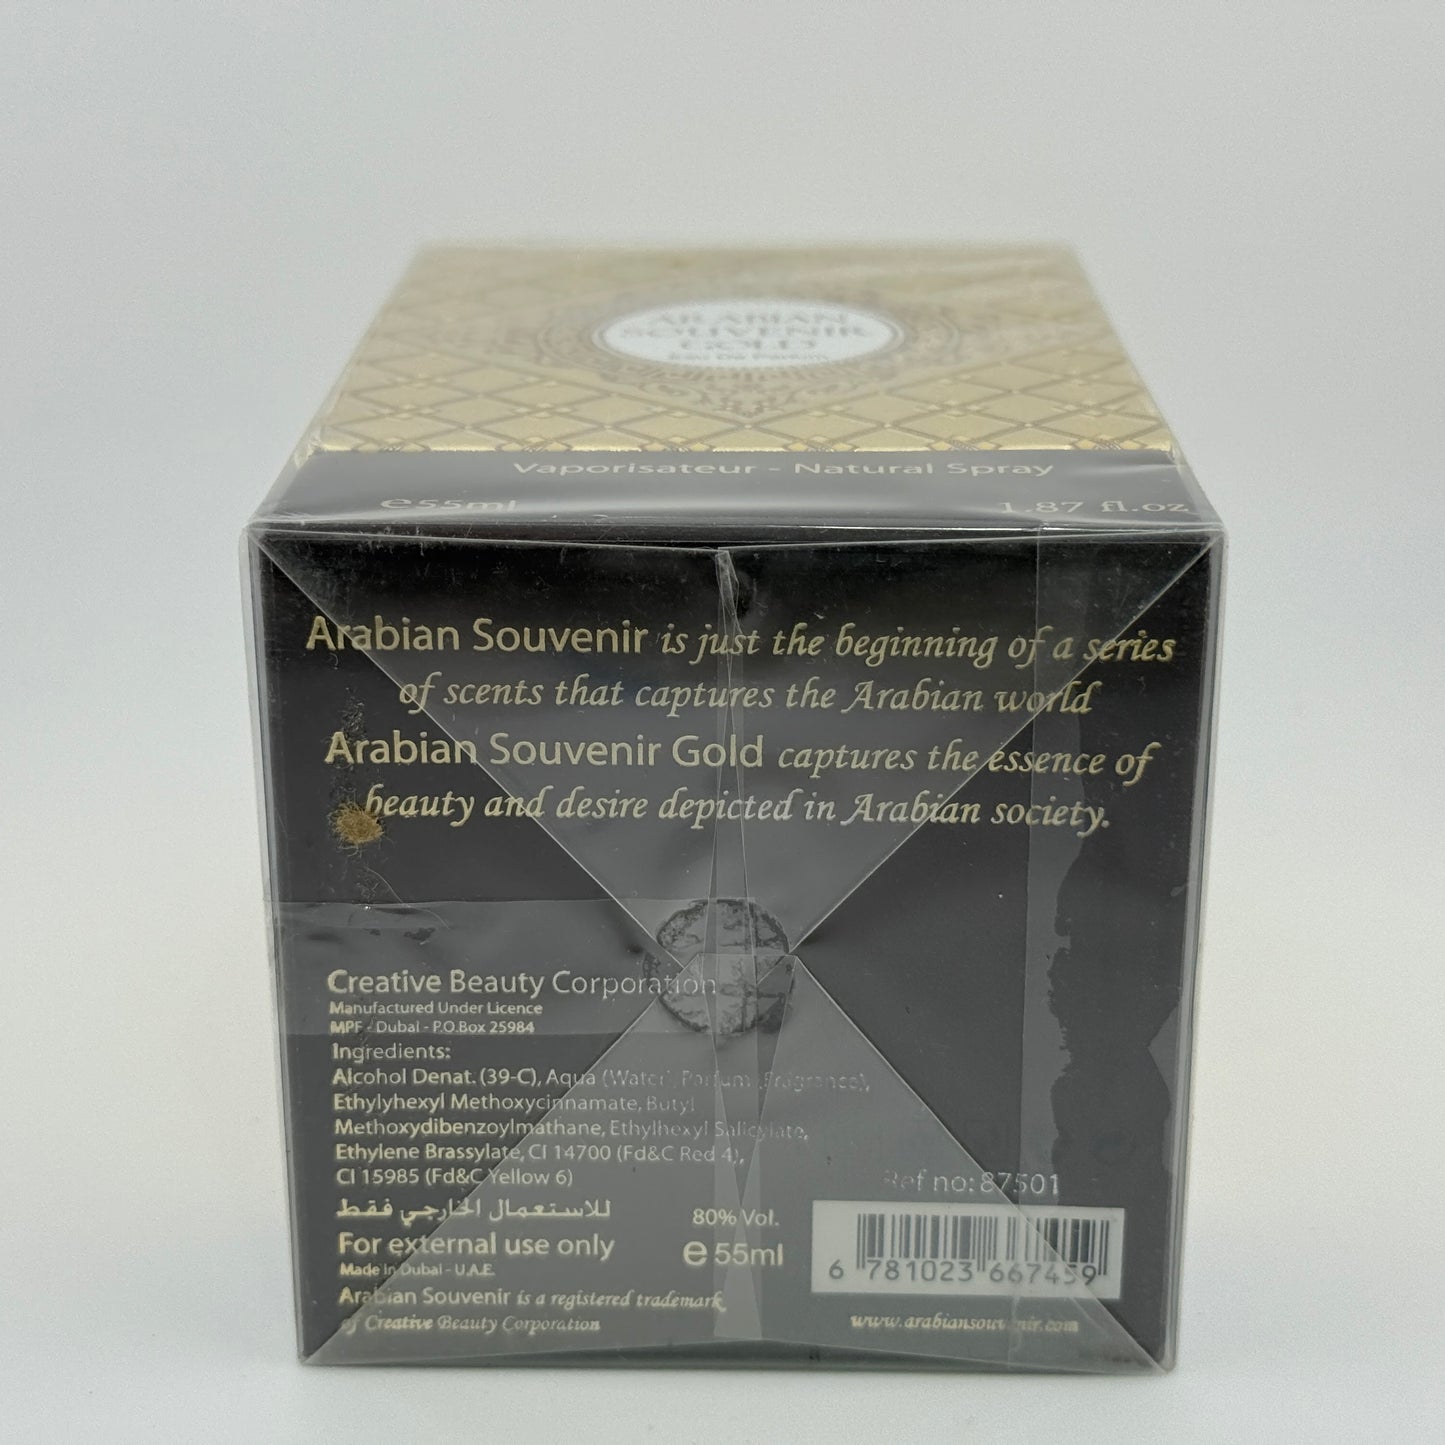 ARABIAN
SOUVENIR
GOLD
Eau De Parfum
Vaporisateur - Natural Spray
e55ml 1.87 fl.oz
Arabian Souvenir is just the beginning of a series
of scents that captures the Arabian world
Arabian Souvenir Gold captures the essence of
beauty and desire depicted in Arabian society.
Creative Beauty Corporation
Manufactured Under Licence
MPF - Dubai - P.O.Box 25984
Ingredients:
Alcohol Denat. (39-C), Aqua (Water), Parfum (Fragrance),
Ethylyhexyl Methoxycinnamate, Butyl
Methoxydibenzoylmathane, Ethylhexyl Salicylate,
Ethylene Brassylate, CI 14700 (Fd&C Red 4),
CI 15985 (Fd&C Yellow 6)
للاستعمال الخارجي فقط
For external use only
Made in Dubai - U.A.E.
Arabian Souvenir is a registered trademark
of Creative Beauty Corporation
80% Vol.
e 55ml
Ref no: 87501
6 781023 667459
www.arabiansouvenir.com